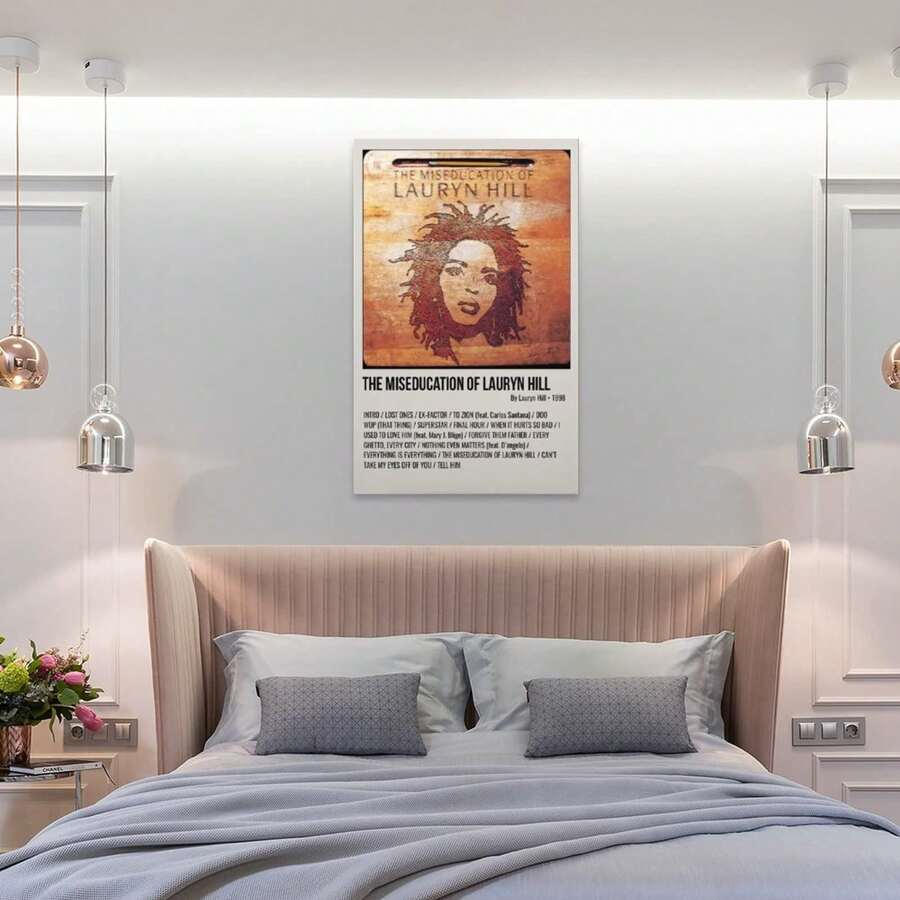 THE MISEDUCATION OF
LAURYN HILL
THE MISEDUCATION OF LAURYN HILL
By Lauryn Hill • 1998
INTRO / LOST ONES / EX-FACTOR / TO ZION (feat. Carlos Santana) / DOO
WOP (THAT THING) / SUPERSTAR / FINAL HOUR / WHEN IT HURTS SO BAD / I
USED TO LOVE HIM (feat. Mary J. Blige) / FORGIVE THEM FATHER / EVERY
GHETTO, EVERY CITY / NOTHING EVEN MATTERS (feat. D'angelo) /
EVERYTHING IS EVERYTHING / THE MISEDUCATION OF LAURYN HILL / CAN'T
TAKE MY EYES OFF OF YOU / TELL HIM
CHANEL